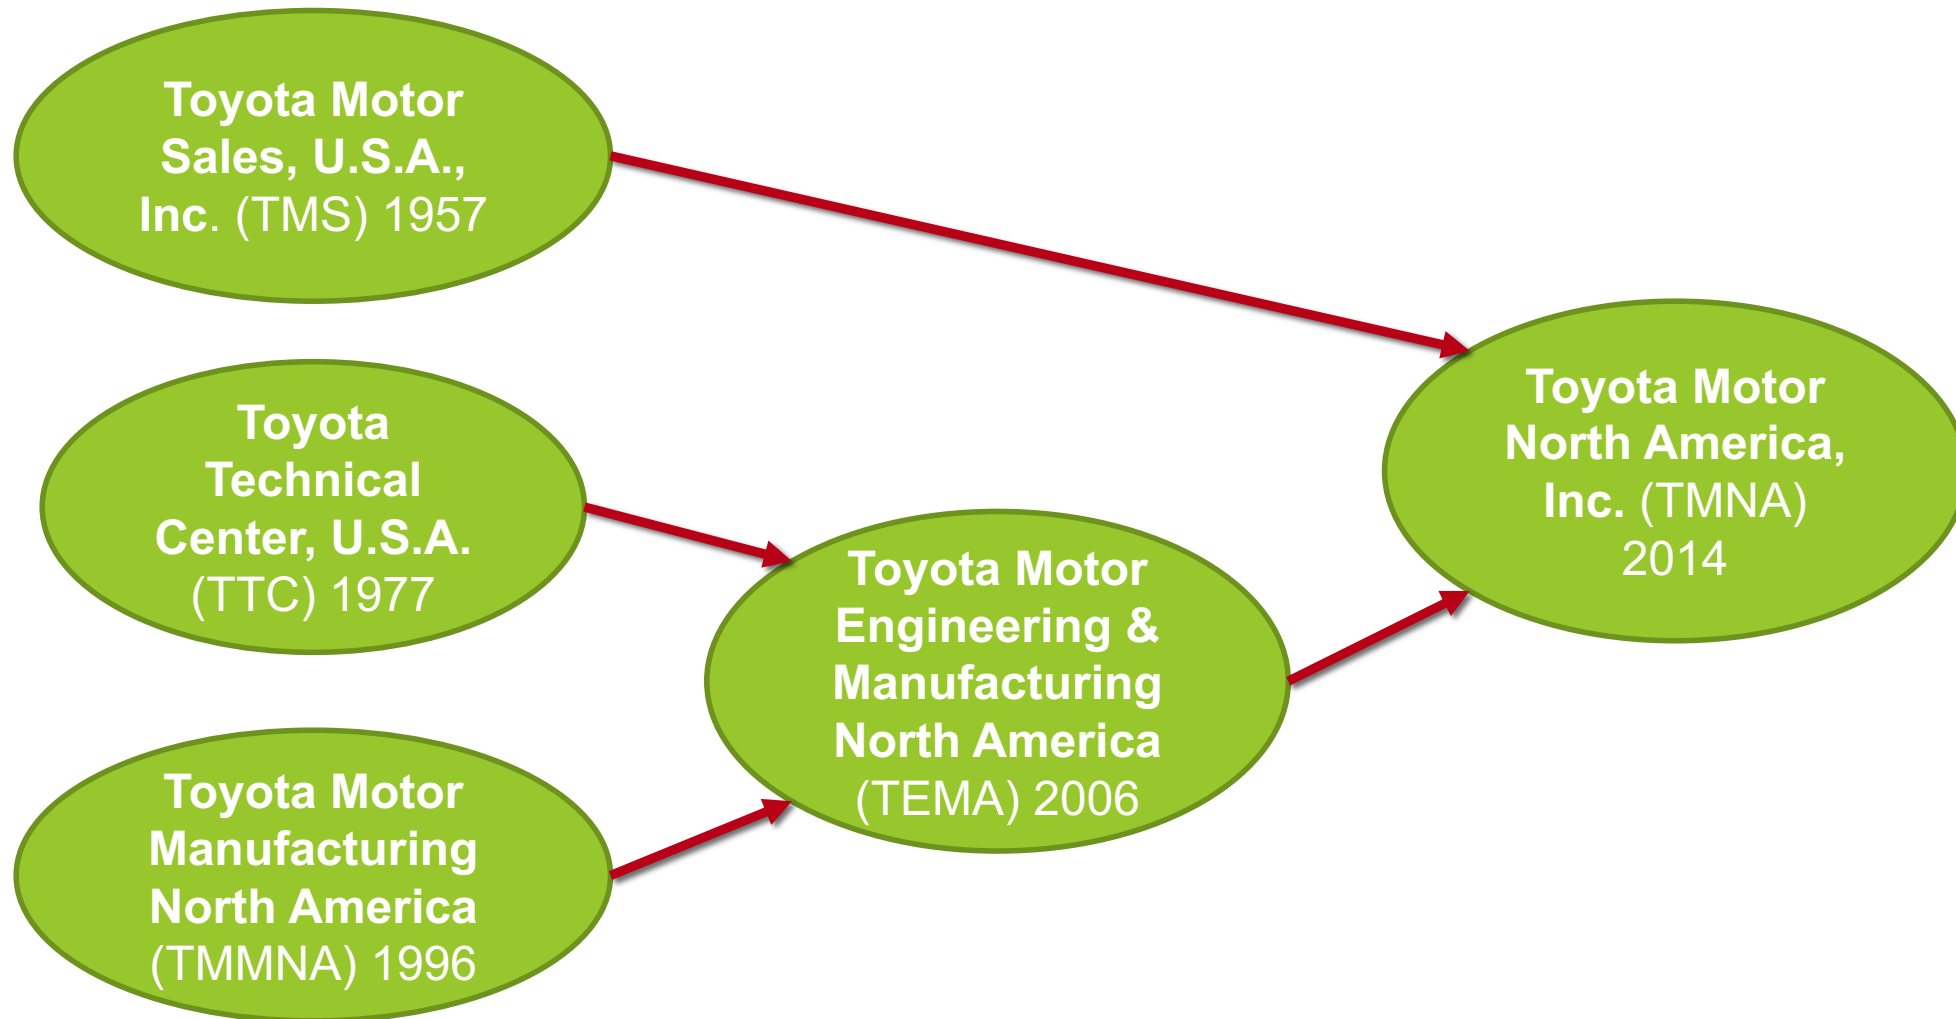 Toyota Motor
Sales, U.S.A.,
Inc. (TMS) 1957
Toyota
Technical
Center, U.S.A.
(TTC) 1977
Toyota Motor
Manufacturing
North America
(TMMNA) 1996
Toyota Motor
Engineering &
Manufacturing
North America
(TEMA) 2006
Toyota Motor
North America,
Inc. (TMNA)
2014